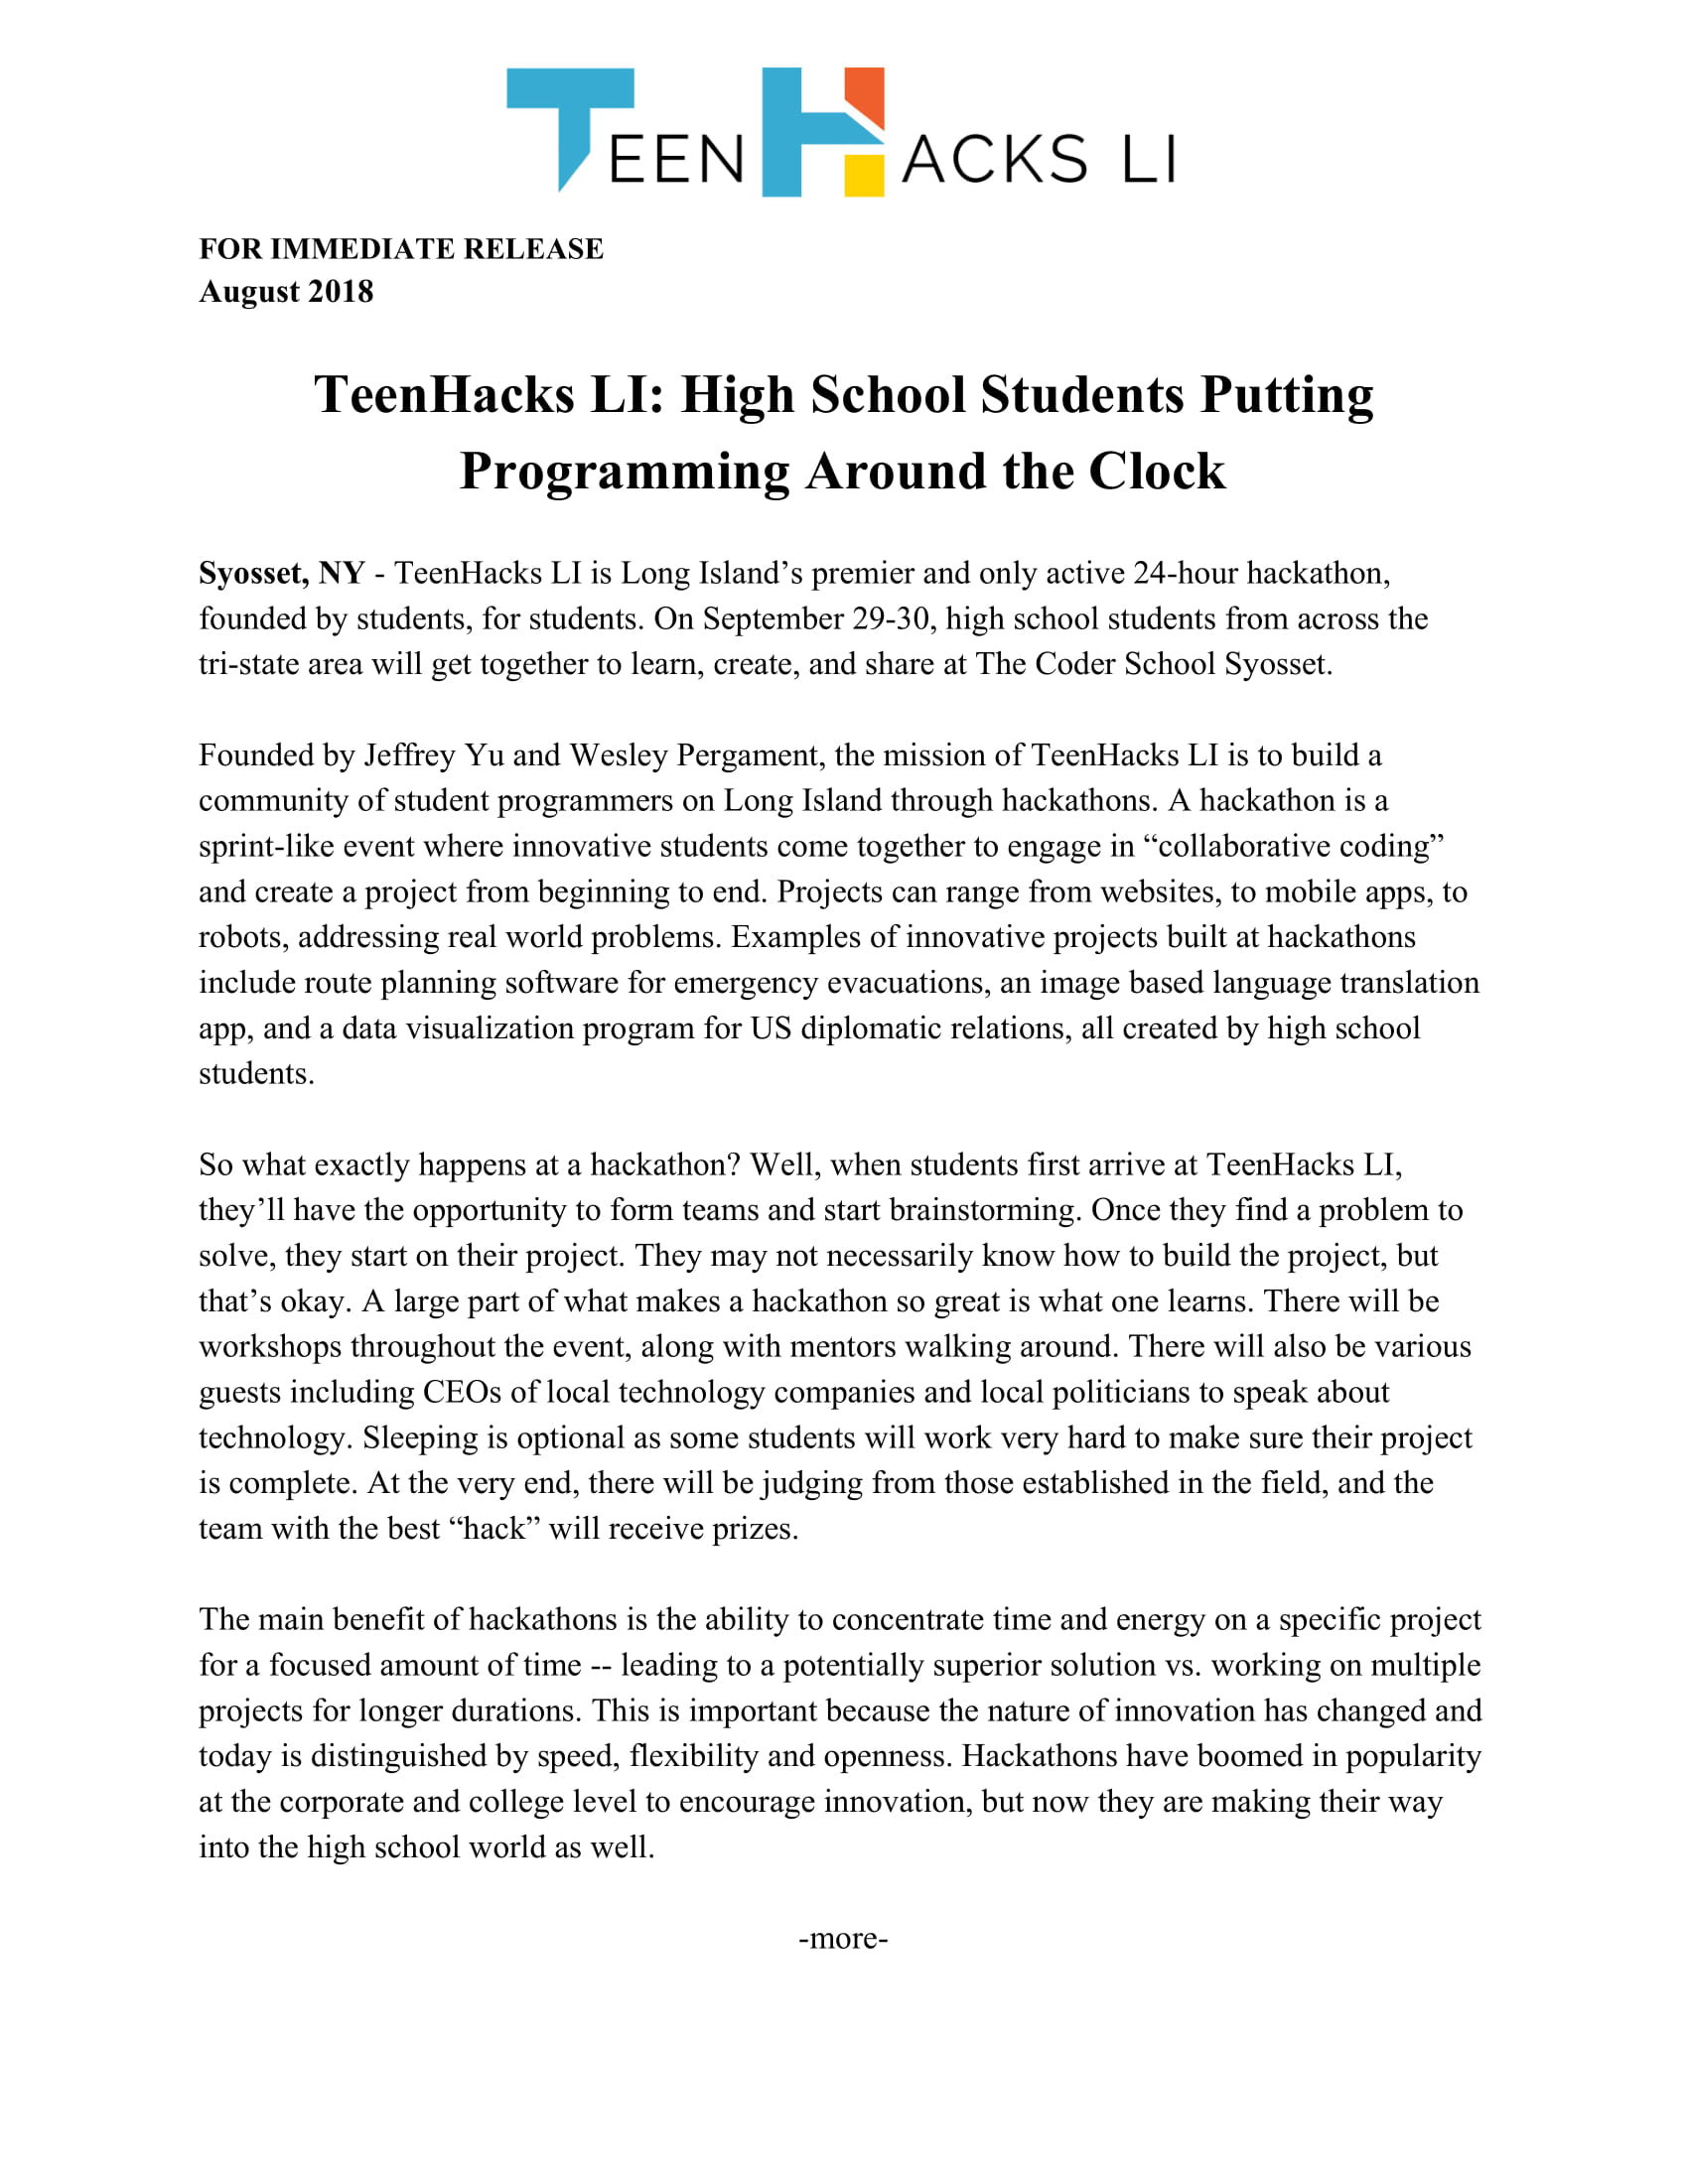 TEENHACKS LI
FOR IMMEDIATE RELEASE
August 2018
TeenHacks LI: High School Students Putting
Programming Around the Clock
Syosset, NY - TeenHacks LI is Long Island’s premier and only active 24-hour hackathon,
founded by students, for students. On September 29-30, high school students from across the
tri-state area will get together to learn, create, and share at The Coder School Syosset.
Founded by Jeffrey Yu and Wesley Pergament, the mission of TeenHacks LI is to build a
community of student programmers on Long Island through hackathons. A hackathon is a
sprint-like event where innovative students come together to engage in “collaborative coding”
and create a project from beginning to end. Projects can range from websites, to mobile apps, to
robots, addressing real world problems. Examples of innovative projects built at hackathons
include route planning software for emergency evacuations, an image based language translation
app, and a data visualization program for US diplomatic relations, all created by high school
students.
So what exactly happens at a hackathon? Well, when students first arrive at TeenHacks LI,
they’ll have the opportunity to form teams and start brainstorming. Once they find a problem to
solve, they start on their project. They may not necessarily know how to build the project, but
that’s okay. A large part of what makes a hackathon so great is what one learns. There will be
workshops throughout the event, along with mentors walking around. There will also be various
guests including CEOs of local technology companies and local politicians to speak about
technology. Sleeping is optional as some students will work very hard to make sure their project
is complete. At the very end, there will be judging from those established in the field, and the
team with the best “hack” will receive prizes.
The main benefit of hackathons is the ability to concentrate time and energy on a specific project
for a focused amount of time -- leading to a potentially superior solution vs. working on multiple
projects for longer durations. This is important because the nature of innovation has changed and
today is distinguished by speed, flexibility and openness. Hackathons have boomed in popularity
at the corporate and college level to encourage innovation, but now they are making their way
into the high school world as well.
-more-